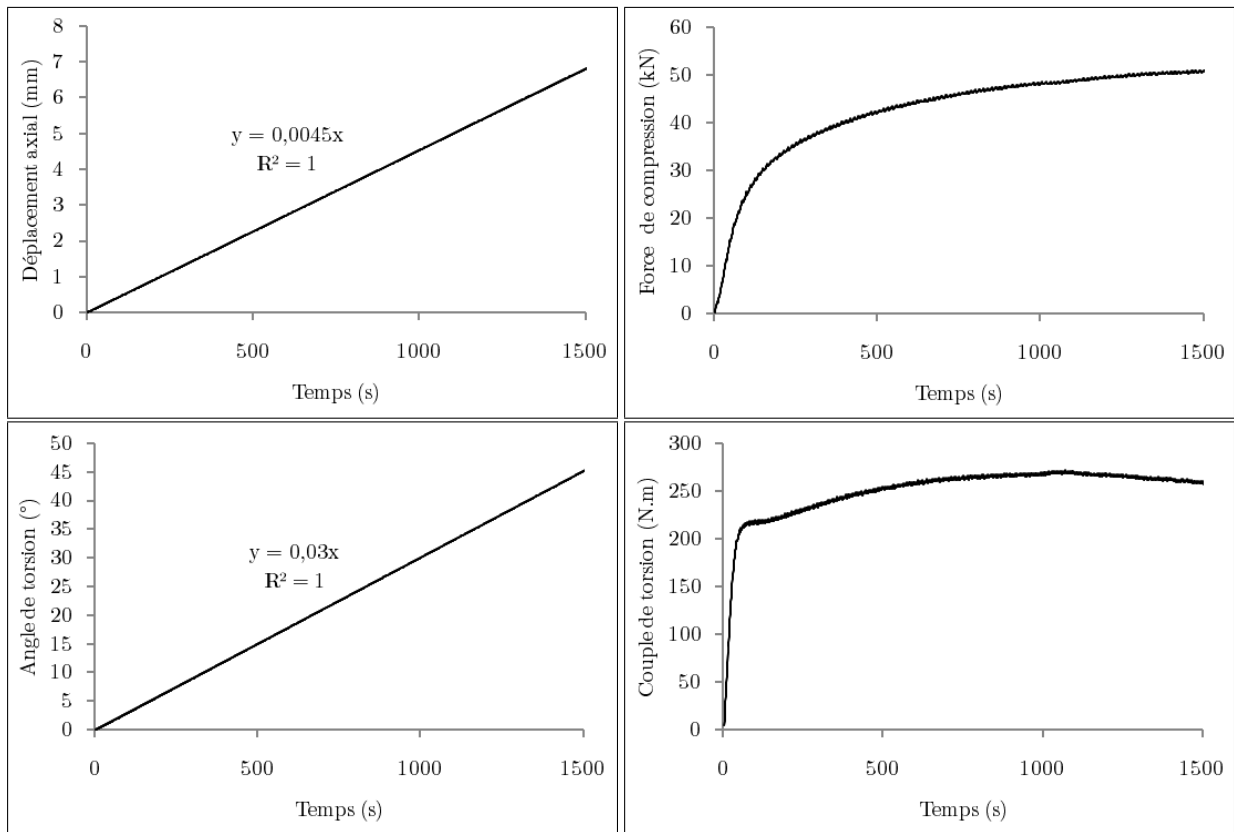 8
7
6
5
4
3
2
1
0
Déplacement axial (mm)
y = 0,0045x
R² = 1
0 500 1000 1500
Temps (s)
60
50
40
30
20
10
0
Force de compression (kN)
0 500 1000 1500
Temps (s)
50
45
40
35
30
25
20
15
10
5
0
Angle de torsion (°)
y = 0,03x
R² = 1
0 500 1000 1500
Temps (s)
300
250
200
150
100
50
0
Couple de torsion (N.m)
0 500 1000 1500
Temps (s)